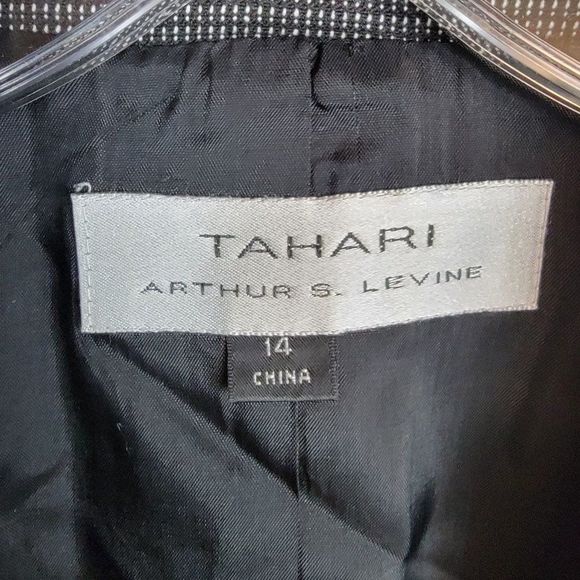 TAHARI
ARTHUR S. LEVINE
14
CHINA